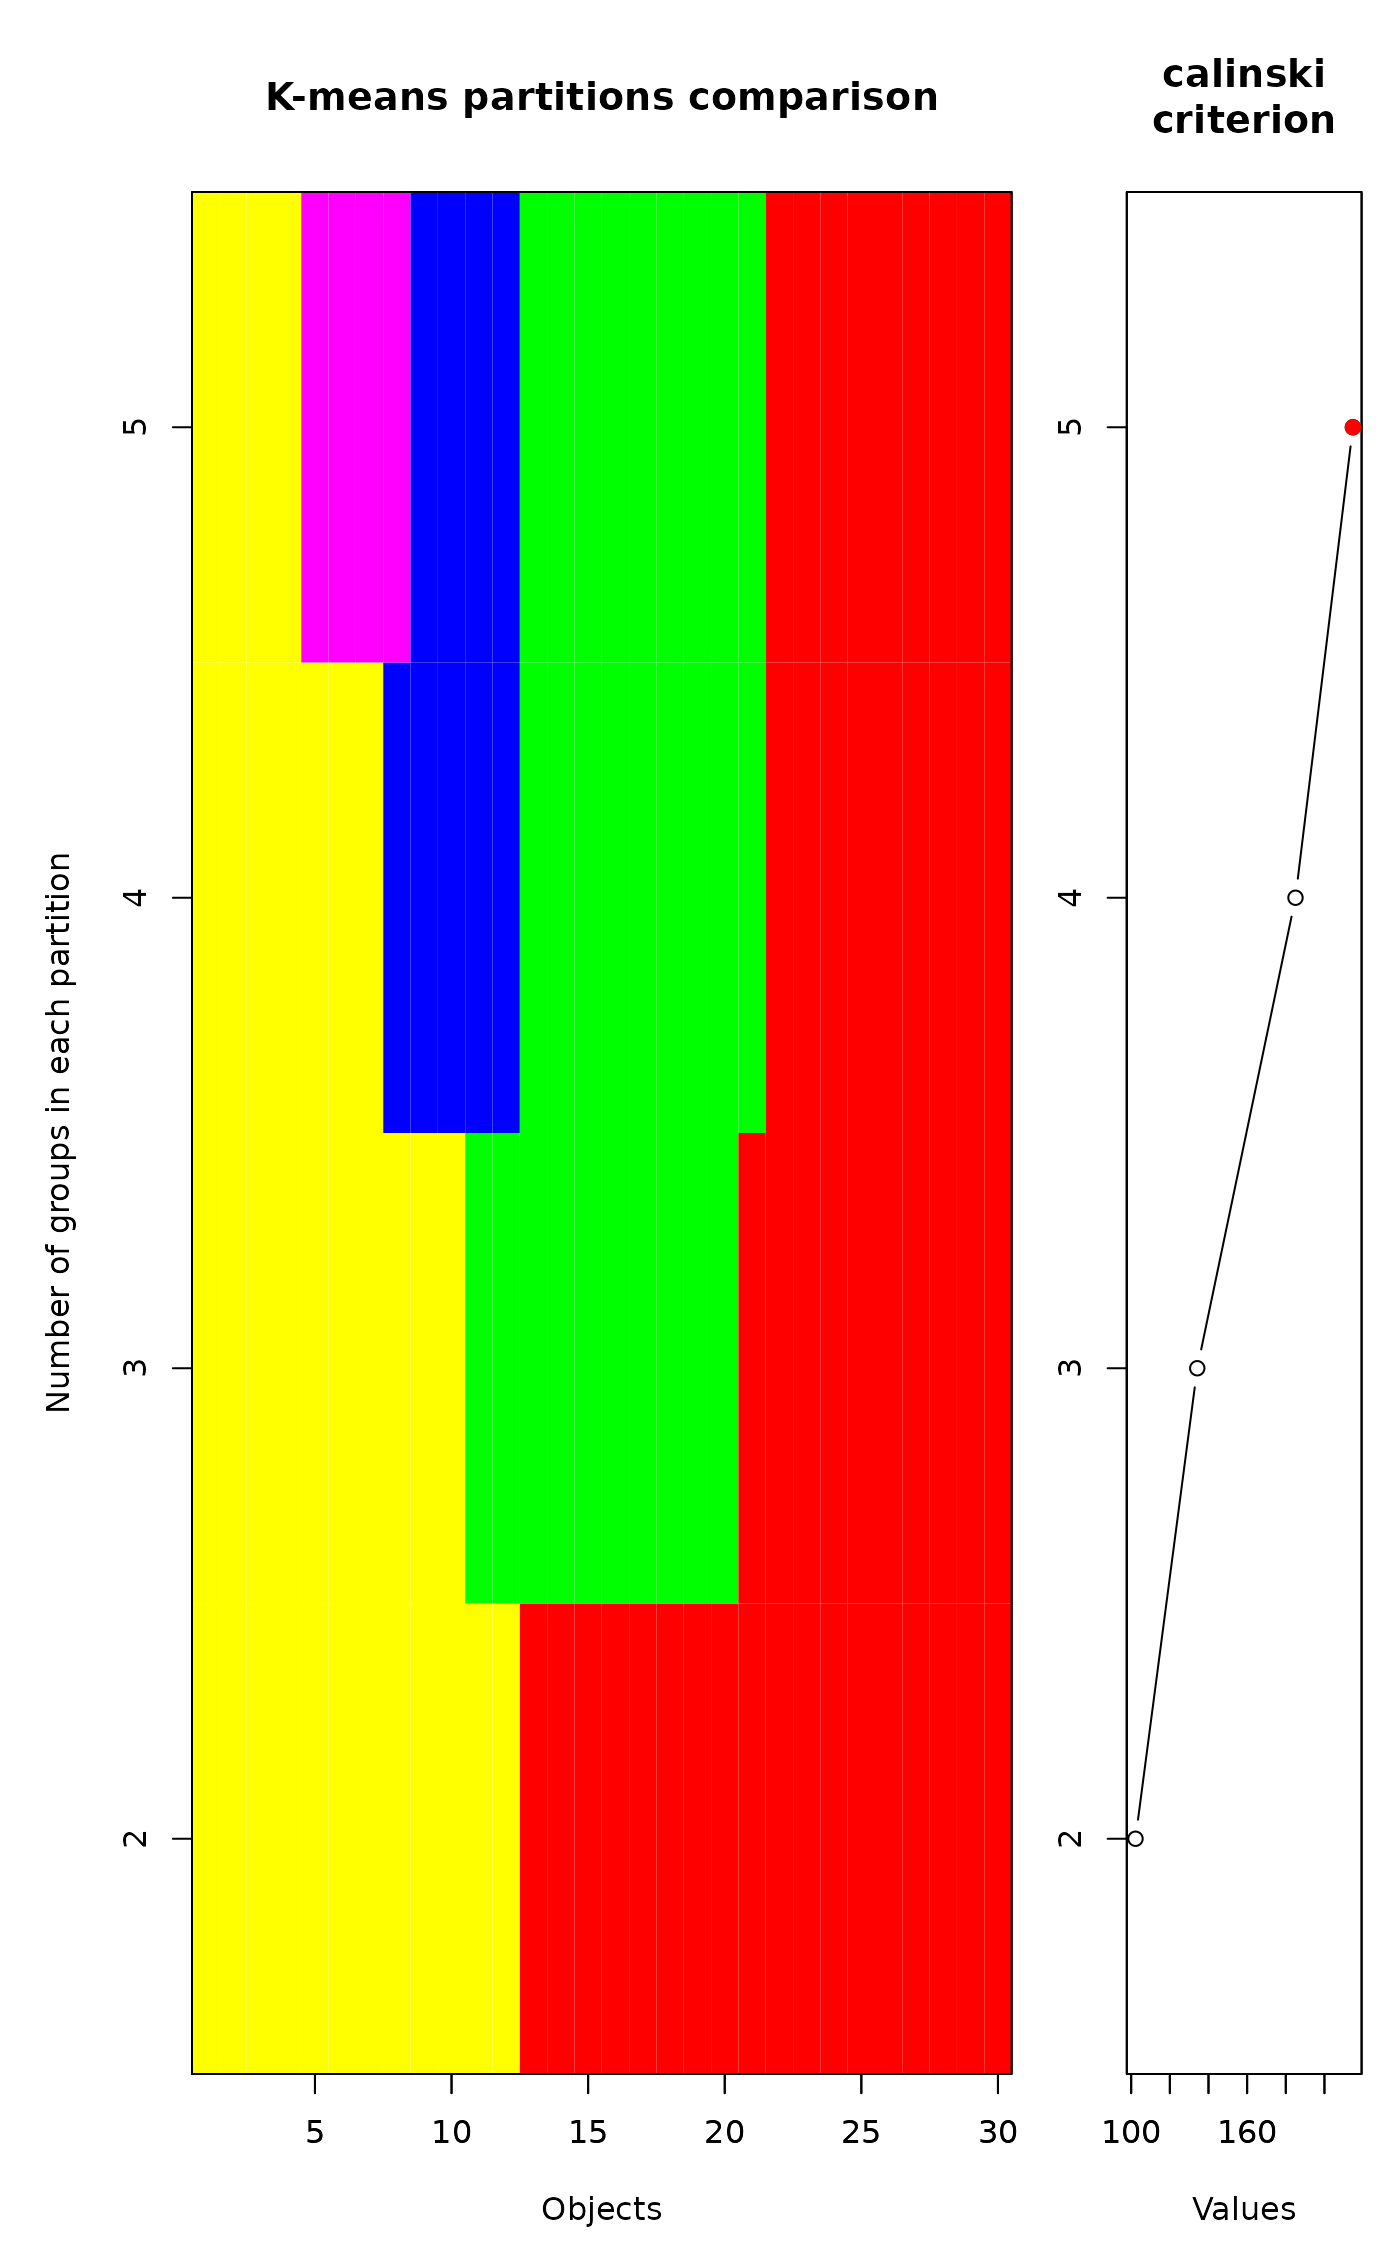 K-means partitions comparison
calinski
criterion
Number of groups in each partition
5
4
3
2
5
4
3
2
5 10 15 20 25 30
100 160
Objects
Values